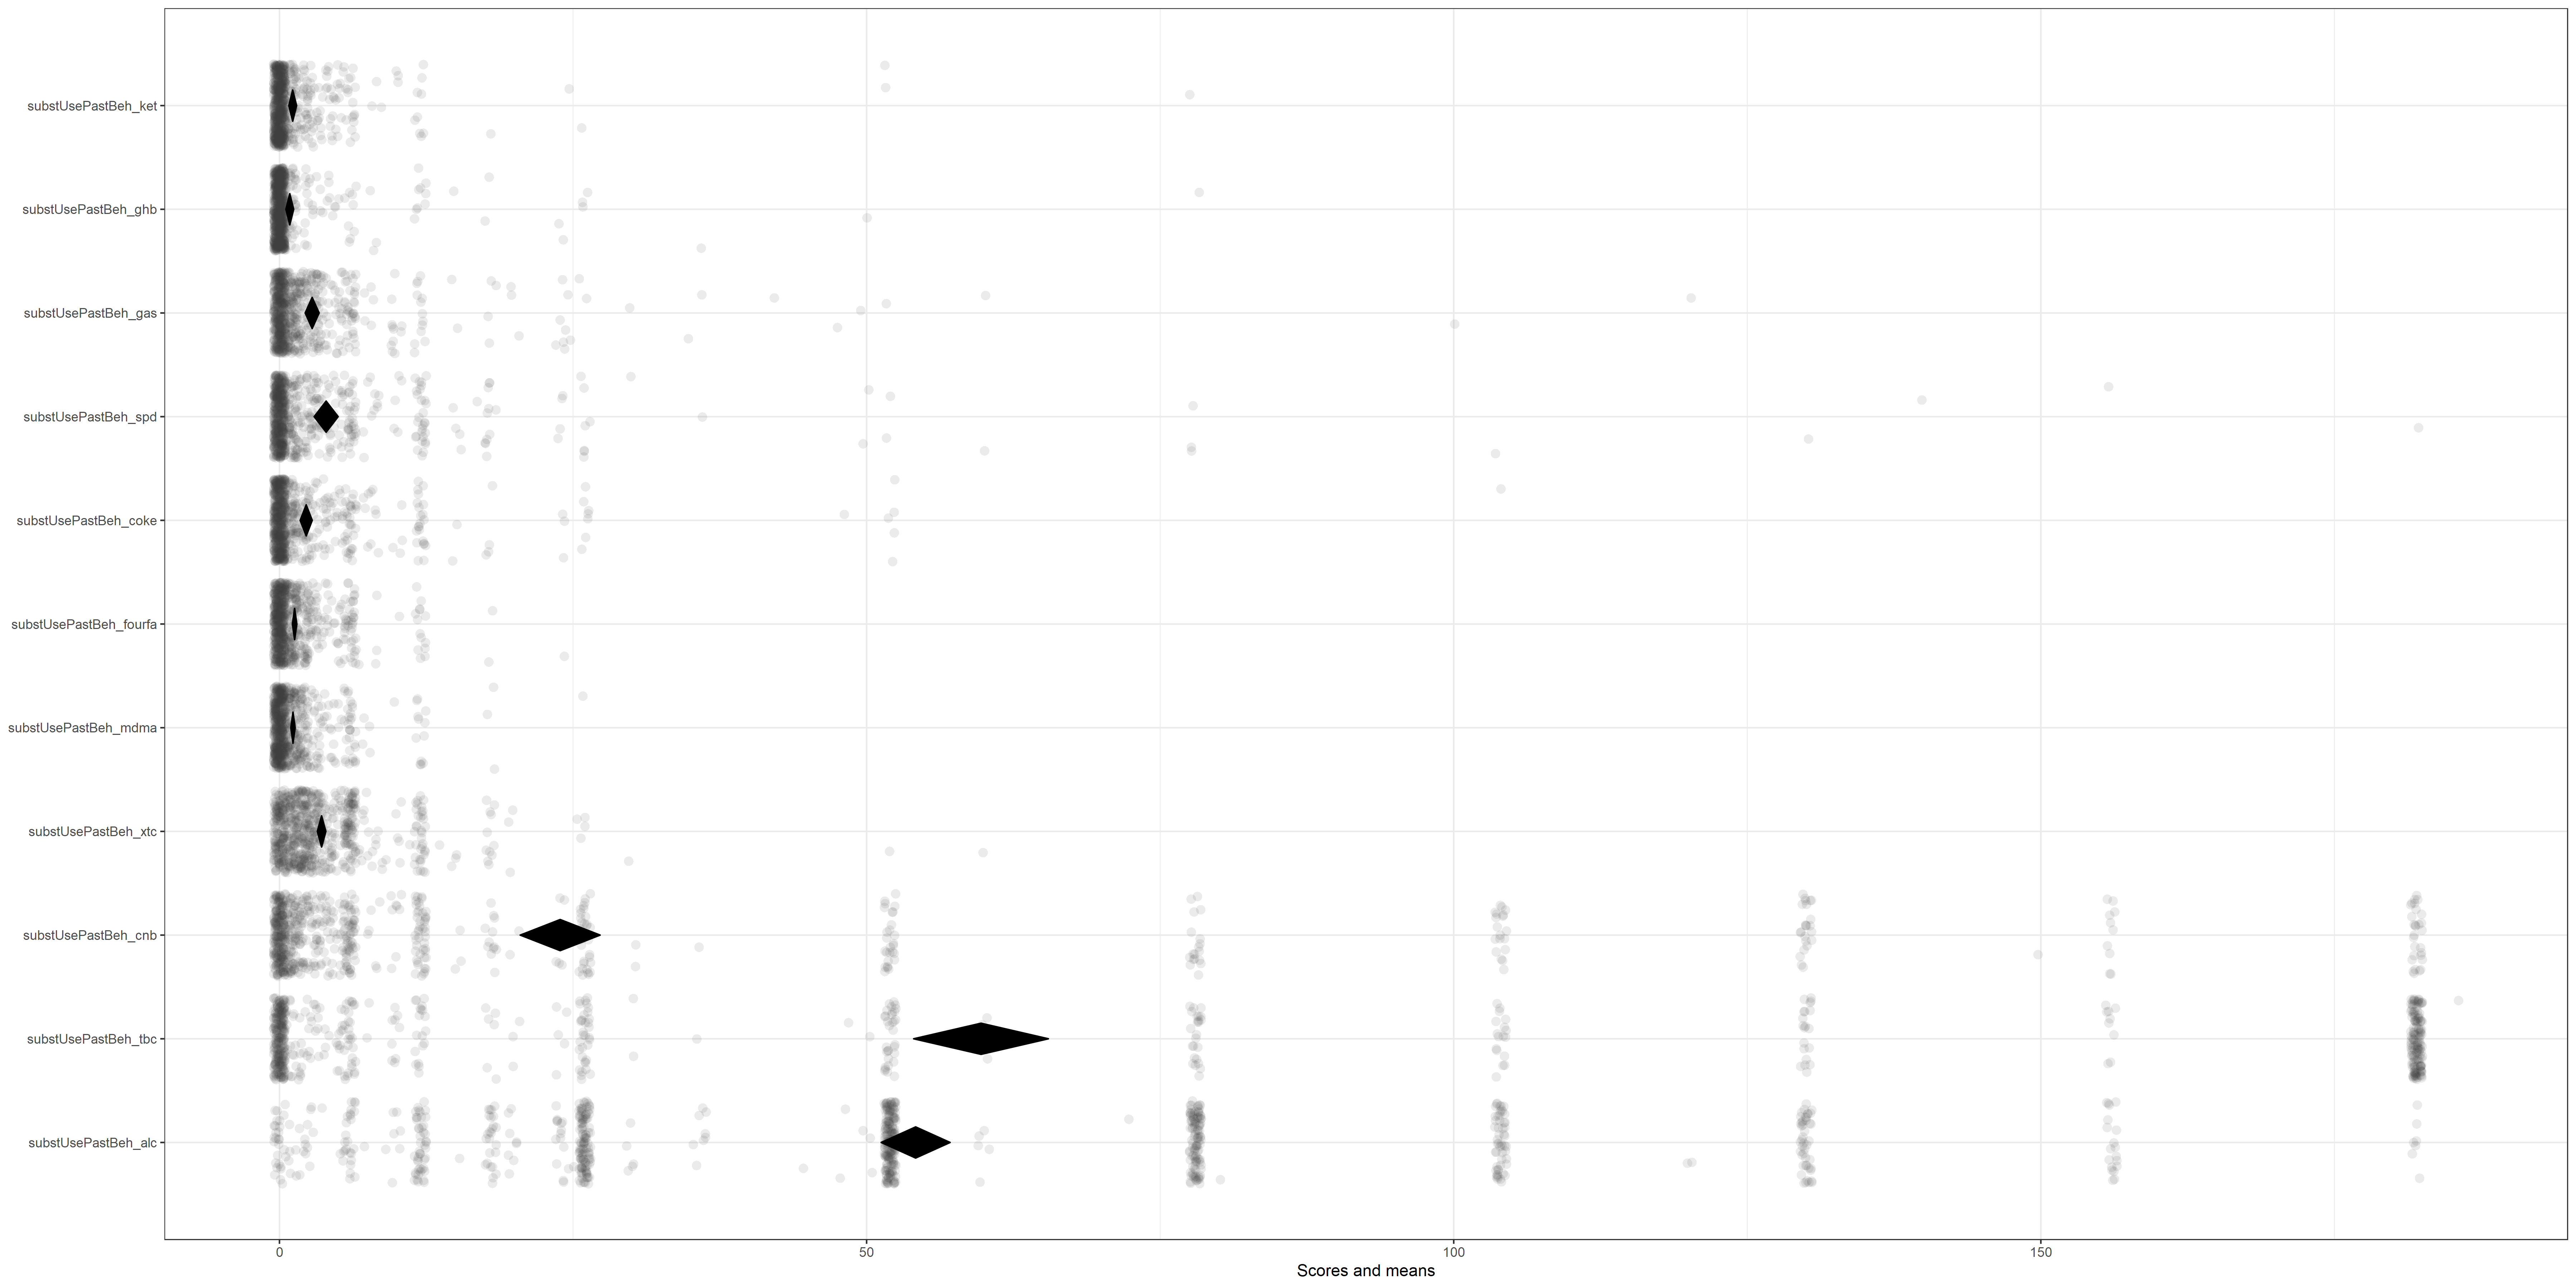 substUsePastBeh_ket
substUsePastBeh_ghb
substUsePastBeh_gas
substUsePastBeh_spd
substUsePastBeh_coke
substUsePastBeh_fourfa
substUsePastBeh_mdma
substUsePastBeh_xtc
substUsePastBeh_cnb
substUsePastBeh_tbc
substUsePastBeh_alc
0 50 100 150
Scores and means